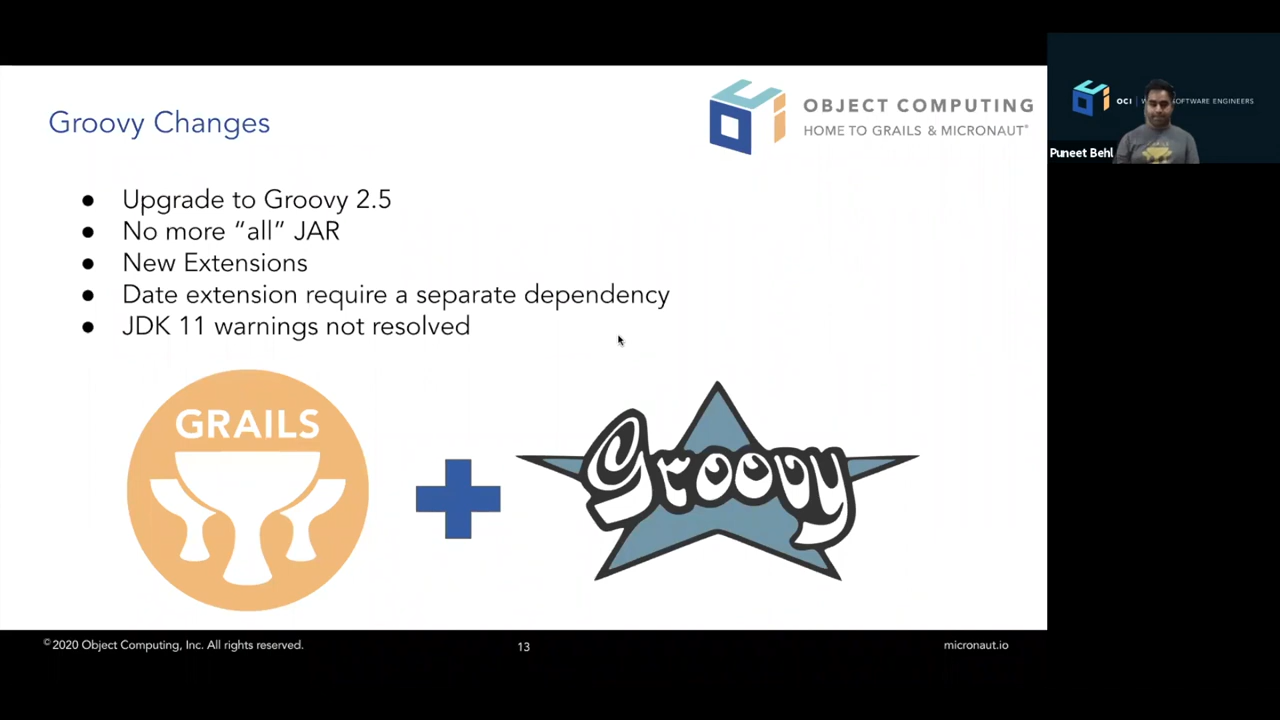 Groovy Changes
OBJECT COMPUTING
HOME TO GRAILS & MICRONAUT®
● Upgrade to Groovy 2.5
● No more “all” JAR
● New Extensions
● Date extension require a separate dependency
● JDK 11 warnings not resolved
GRAILS
Groovy
© 2020 Object Computing, Inc. All rights reserved.
13
micronaut.io
OCI
SOFTWARE ENGINEERS
Puneet Behl